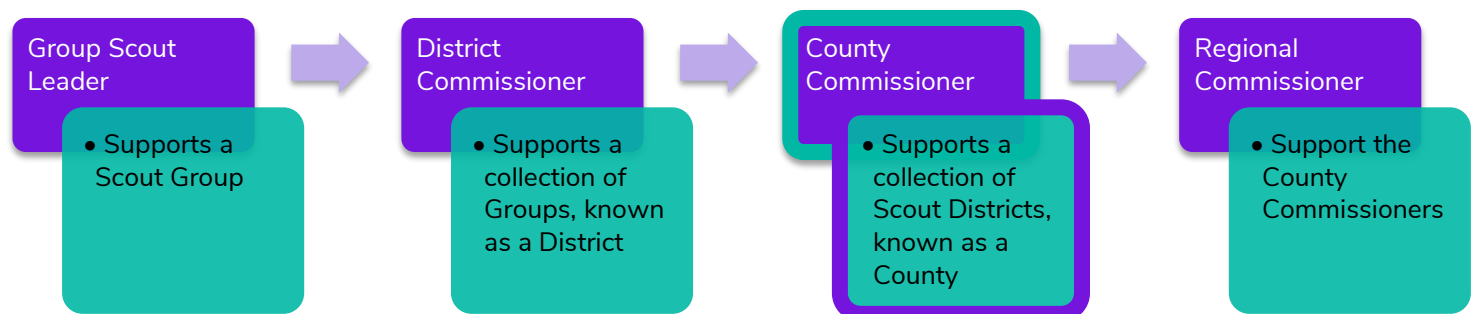 Group Scout
Leader
• Supports a
Scout Group
District
Commissioner
• Supports a
collection of
Groups, known
as a District
County
Commissioner
• Supports a
collection of
Scout Districts,
known as a
County
Regional
Commissioner
• Support the
County
Commissioners